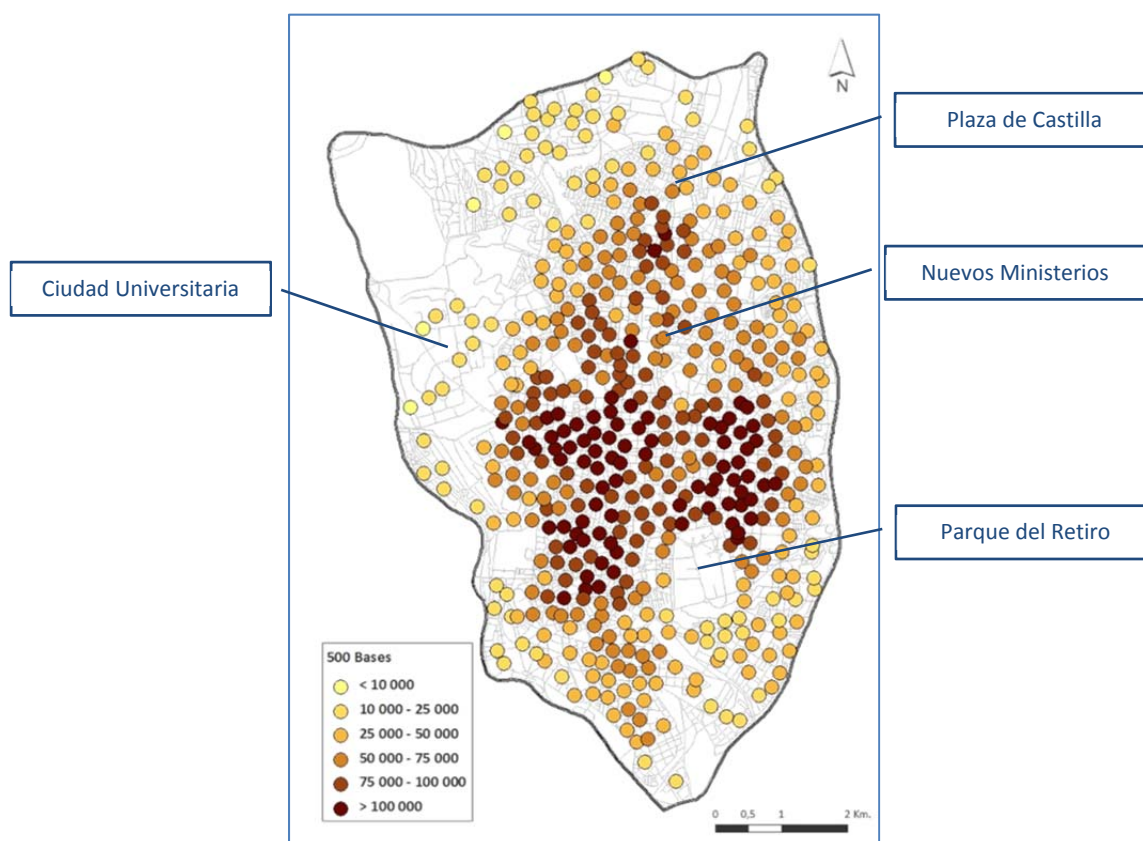 N
Plaza de Castilla
Ciudad Universitaria
Nuevos Ministerios
Parque del Retiro
500 Bases
< 10 000
10 000 - 25 000
25 000 - 50 000
50 000 - 75 000
75 000 - 100 000
> 100 000
0 0,5 1 2 Km.